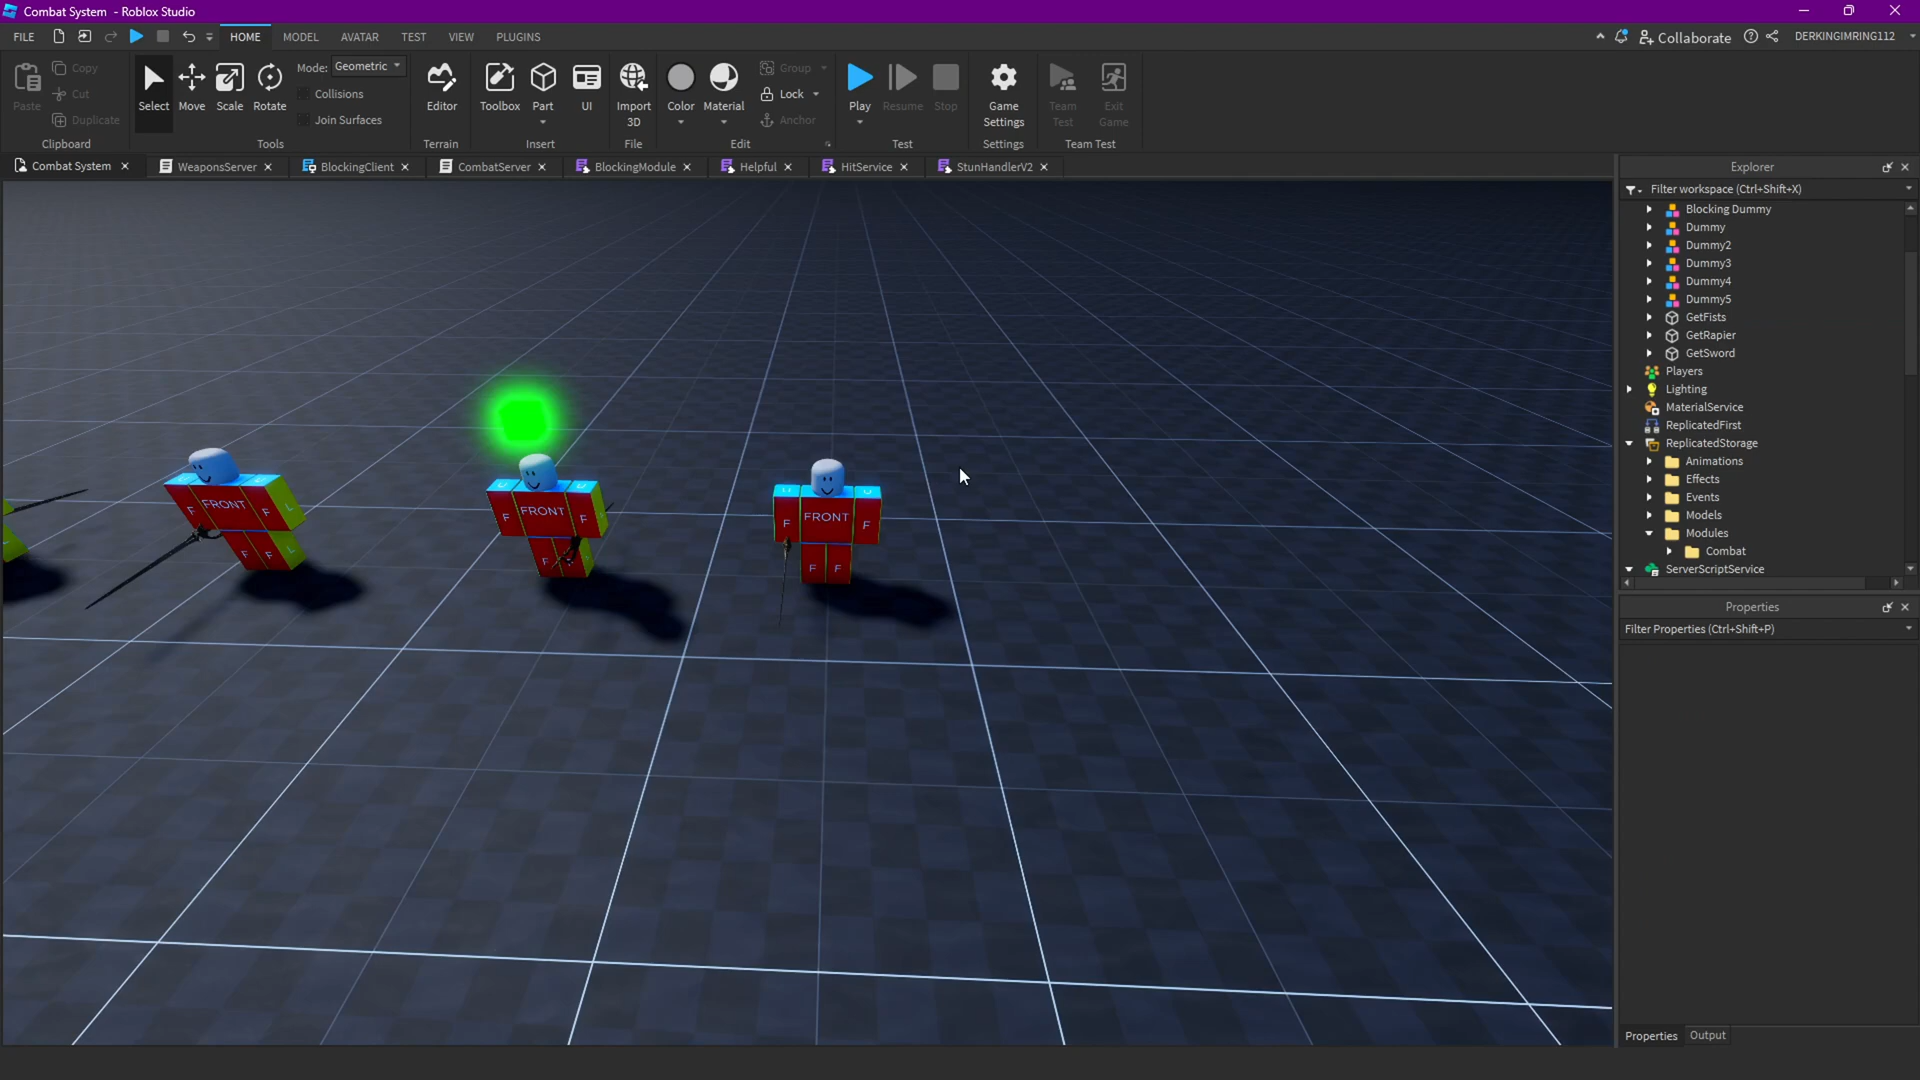 Combat System - Roblox Studio
FILE HOME MODEL AVATAR TEST VIEW PLUGINS Collaborate DERKINGIMRING112
Paste Copy Cut Duplicate
Clipboard
Select Move Scale Rotate Mode: Geometric Collisions Join Surfaces
Tools
Editor
Terrain
Toolbox Part UI
Insert
Import 3D
File
Color Material Group Lock Anchor
Edit
Play Resume Stop
Test
Game Settings
Settings
Team Test Exit Game
Team Test
Combat System WeaponsServer BlockingClient CombatServer BlockingModule Helpful HitService StunHandlerV2
Explorer
Filter workspace (Ctrl+Shift+X)
Blocking Dummy
Dummy
Dummy2
Dummy3
Dummy4
Dummy5
GetFists
GetRapier
GetSword
Players
Lighting
MaterialService
ReplicatedFirst
ReplicatedStorage
Animations
Effects
Events
Models
Modules
Combat
ServerScriptService
Properties
Filter Properties (Ctrl+Shift+P)
Properties Output
F FRONT F L
F F L
U U
F FRONT F
F
U U
F FRONT F
F F